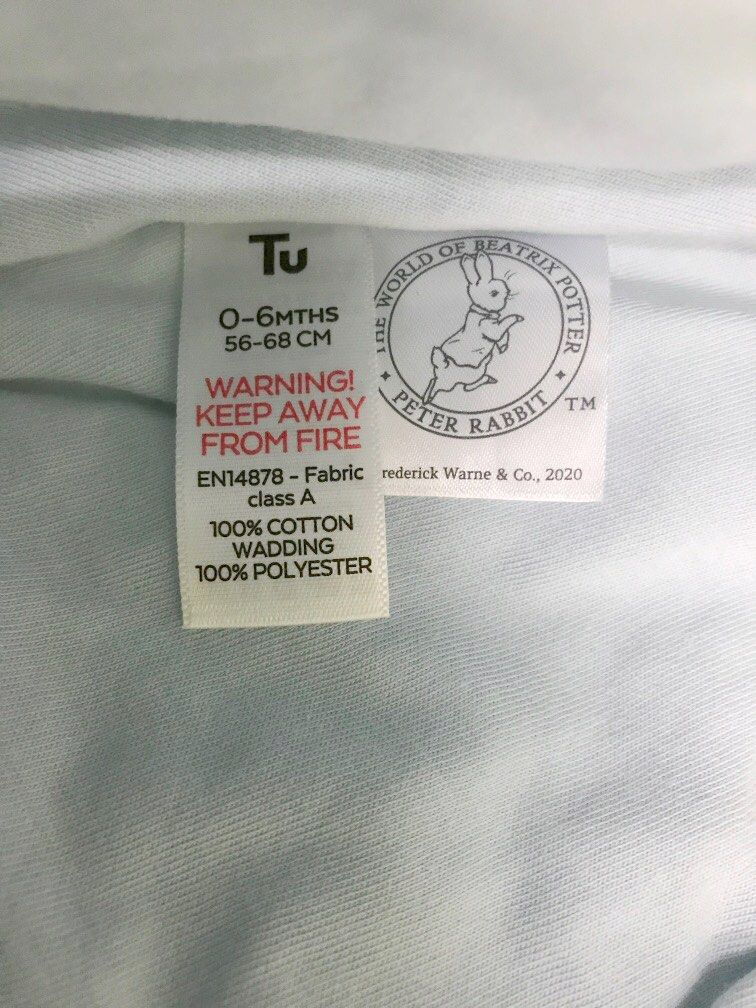 Tu
0-6MTHS
56-68 CM
WARNING!
KEEP AWAY
FROM FIRE
EN14878 - Fabric
class A
100% COTTON
WADDING
100% POLYESTER
THE WORLD OF BEATRIX POTTER
PETER RABBIT
TM
rederick Warne & Co., 2020